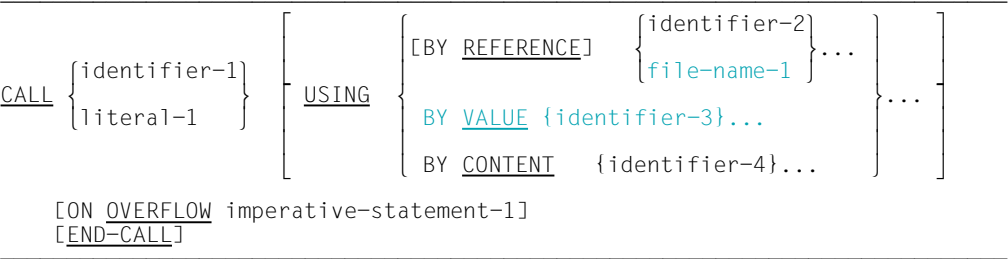 CALL {identifier-1 literal-1} [USING { [BY REFERENCE] {identifier-2 file-name-1}...
BY VALUE {identifier-3}...
BY CONTENT {identifier-4}... }... ]
[ON OVERFLOW imperative-statement-1]
[END-CALL]